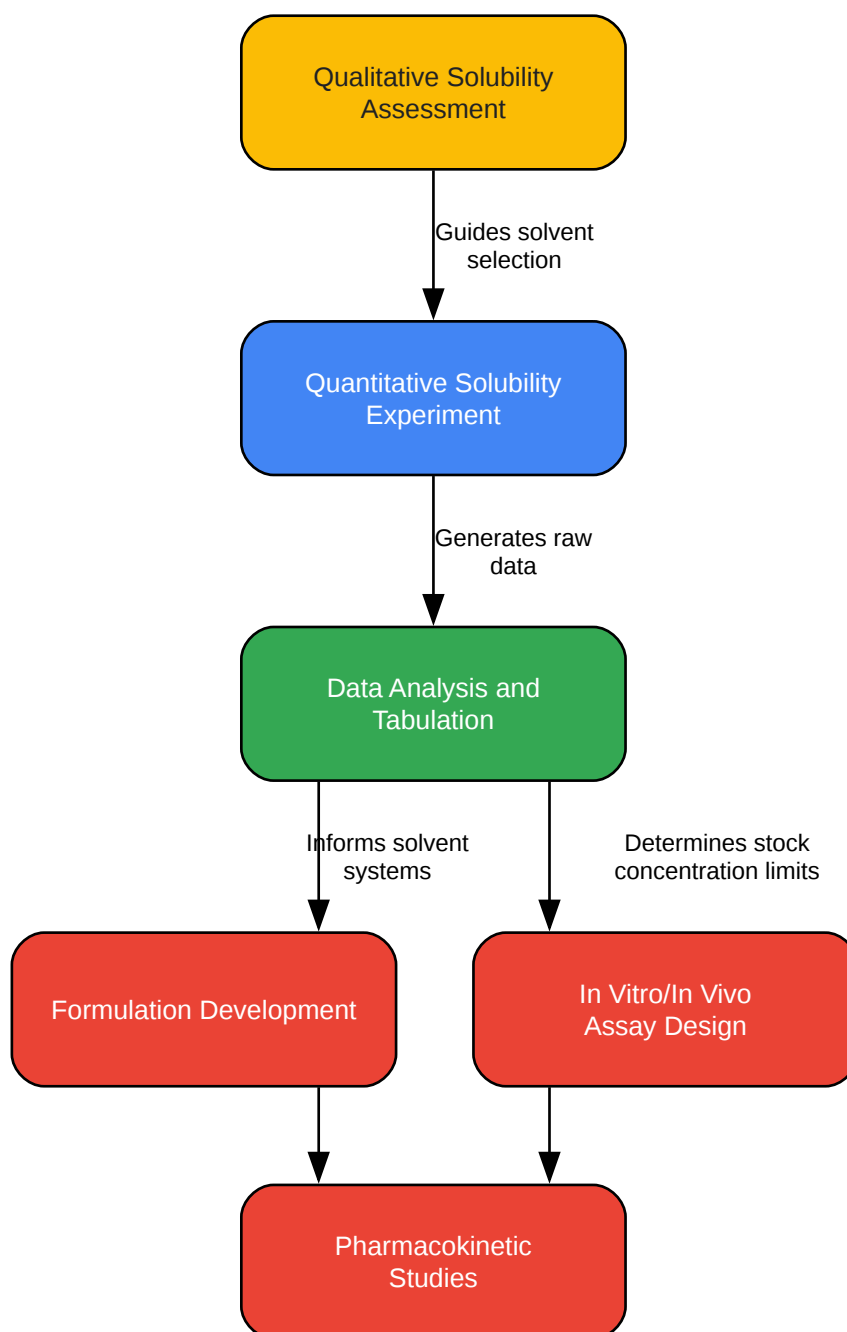 Qualitative Solubility
Assessment
Guides solvent
selection
Quantitative Solubility
Experiment
Generates raw
data
Data Analysis and
Tabulation
Informs solvent
systems
Determines stock
concentration limits
Formulation Development
In Vitro/In Vivo
Assay Design
Pharmacokinetic
Studies